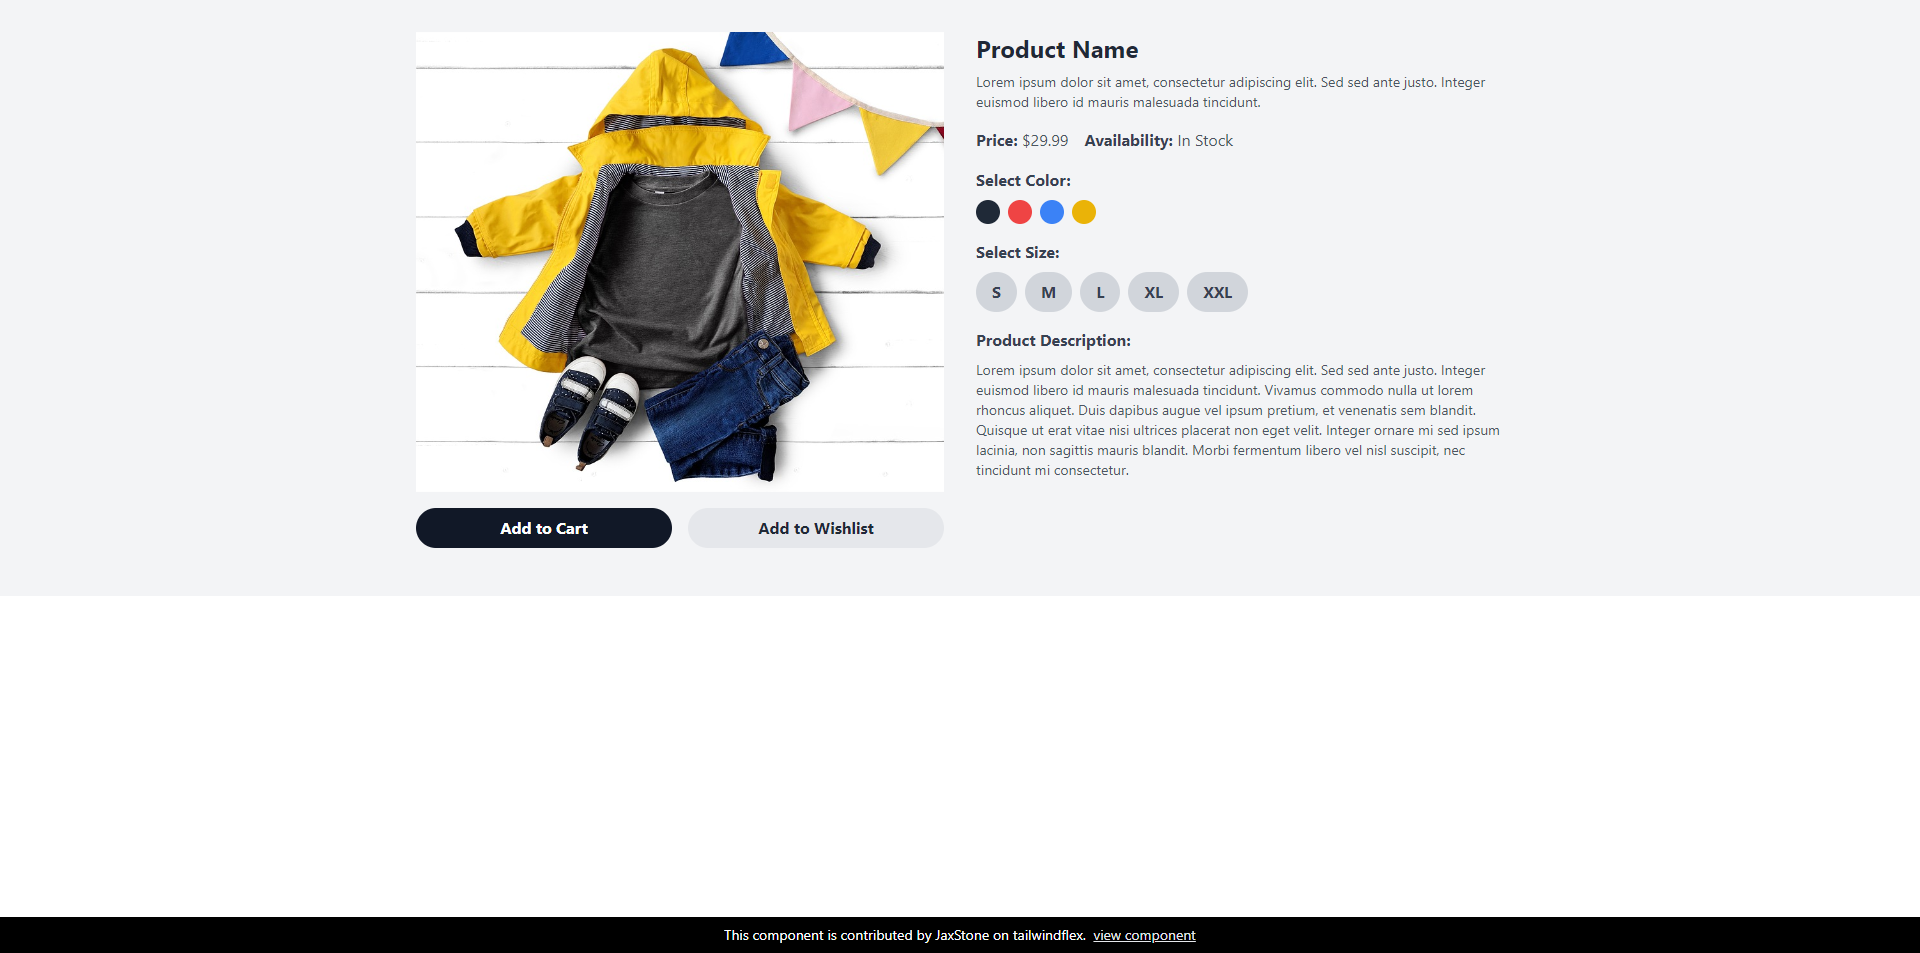 Product Name
Lorem ipsum dolor sit amet, consectetur adipiscing elit. Sed sed ante justo. Integer
euismod libero id mauris malesuada tincidunt.
Price: $29.99 Availability: In Stock
Select Color:
Select Size:
S M L XL XXL
Product Description:
Lorem ipsum dolor sit amet, consectetur adipiscing elit. Sed sed ante justo. Integer
euismod libero id mauris malesuada tincidunt. Vivamus commodo nulla ut lorem
rhoncus aliquet. Duis dapibus augue vel ipsum pretium, et venenatis sem blandit.
Quisque ut erat vitae nisi ultrices placerat non eget velit. Integer ornare mi sed ipsum
lacinia, non sagittis mauris blandit. Morbi fermentum libero vel nisl suscipit, nec
tincidunt mi consectetur.
Add to Cart Add to Wishlist
This component is contributed by JaxStone on tailwindflex. view component